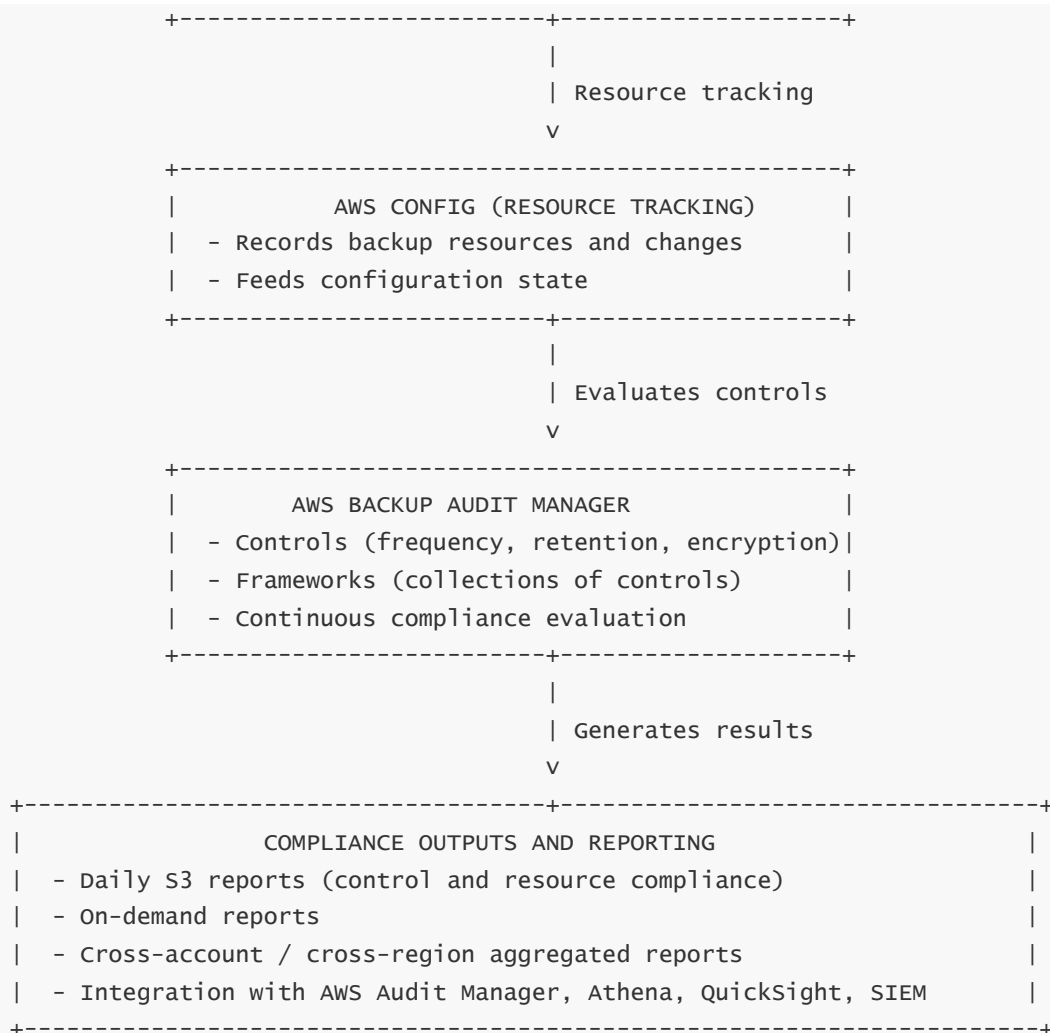 +--------------------------+--------------------+
|
| Resource tracking
v
+-----------------------------------------------+
| AWS CONFIG (RESOURCE TRACKING) |
| - Records backup resources and changes |
| - Feeds configuration state |
+--------------------------+--------------------+
|
| Evaluates controls
v
+-----------------------------------------------+
| AWS BACKUP AUDIT MANAGER |
| - Controls (frequency, retention, encryption)|
| - Frameworks (collections of controls) |
| - Continuous compliance evaluation |
+--------------------------+--------------------+
|
| Generates results
v
+-------------------------------------+----------------------------------+
| COMPLIANCE OUTPUTS AND REPORTING |
| - Daily S3 reports (control and resource compliance) |
| - On-demand reports |
| - Cross-account / cross-region aggregated reports |
| - Integration with AWS Audit Manager, Athena, QuickSight, SIEM |
+------------------------------------------------------------------------+